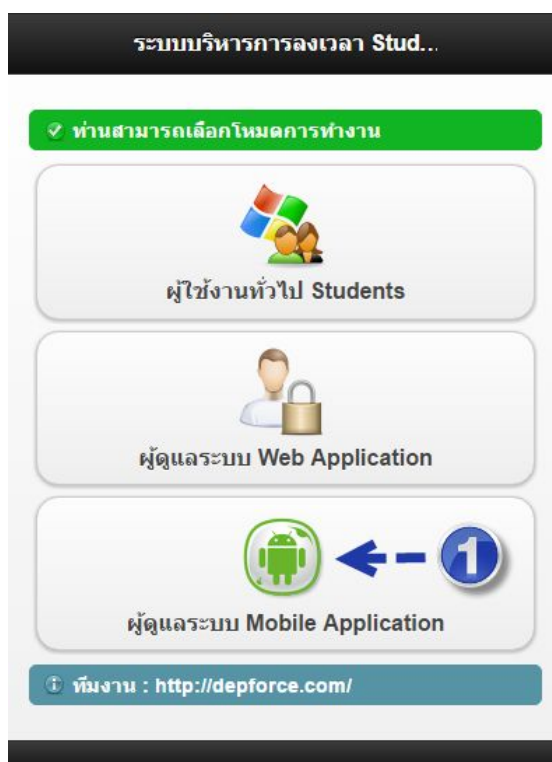 ระบบบริหารการลงเวลา Stud...
ท่านสามารถเลือกโหมดการทำงาน
ผู้ใช้งานทั่วไป Students
ผู้ดูแลระบบ Web Application
1
ผู้ดูแลระบบ Mobile Application
ทีมงาน : http://depforce.com/